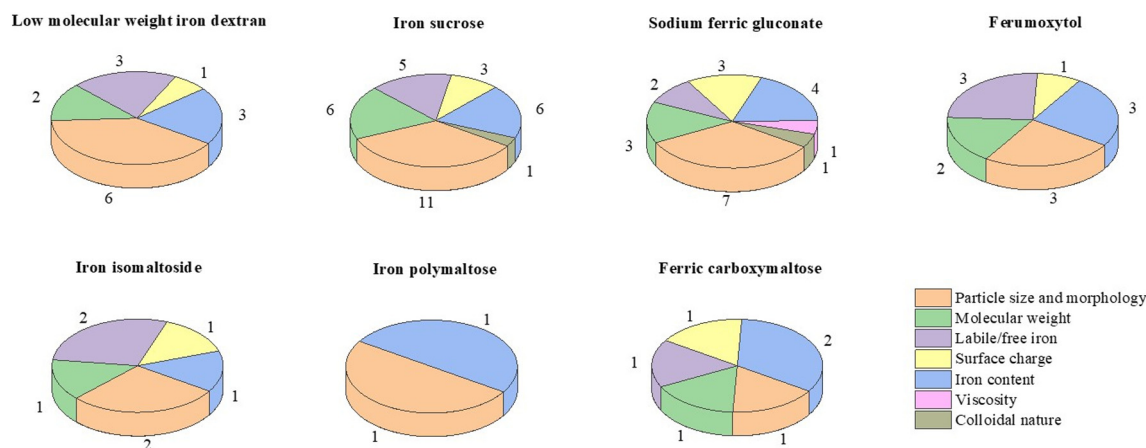 Low molecular weight iron dextran
3
1
2
3
6
Iron sucrose
5
3
6
6
1
11
Sodium ferric gluconate
3
2
4
3
1
1
7
Ferumoxytol
1
3
3
2
3
Iron isomaltoside
2
1
1
1
2
Iron polymaltose
1
1
Ferric carboxymaltose
1
2
1
1
1
Particle size and morphology
Molecular weight
Labile/free iron
Surface charge
Iron content
Viscosity
Colloidal nature